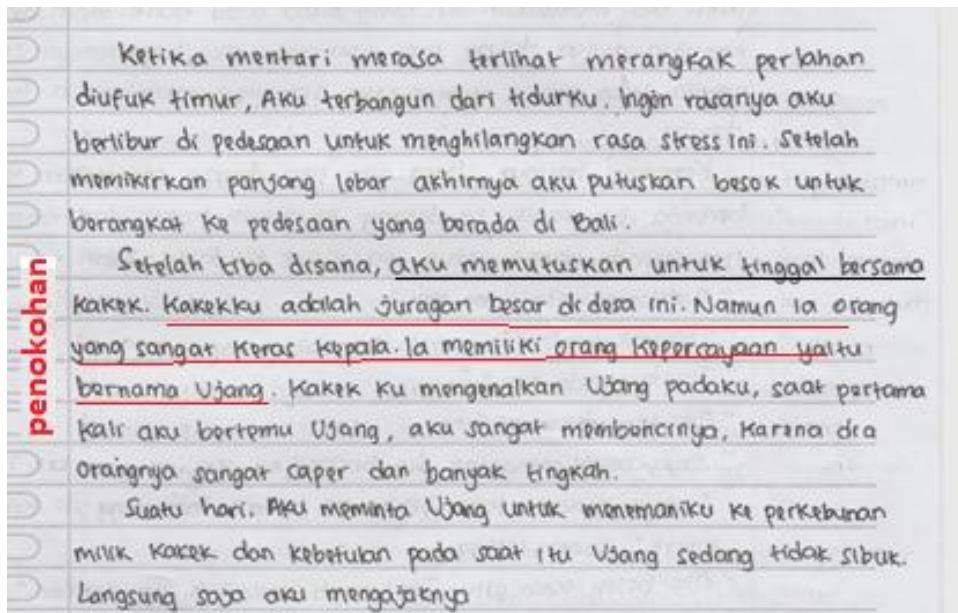 Ketika mentari merasa terlihat merangkak perlahan
diufuk timur, Aku terbangun dari tidurku. Ingin rasanya aku
berlibur di pedesaan untuk menghilangkan rasa stress ini. Setelah
memikirkan panjang lebar akhirnya aku putuskan besok untuk
berangkat ke pedesaan yang berada di Bali.
Setelah tiba disana, aku memutuskan untuk tinggal bersama
kakek. Kakekku adalah juragan besar di desa ini. Namun ia orang
yang sangat keras kepala. Ia memiliki orang kepercayaan yaitu
bernama Ujang. Kakek ku mengenalkan Ujang padaku, saat pertama
kali aku bertemu Ujang, aku sangat membencinya, karena dia
oraingnya sangat caper dan banyak tingkah.
Suatu hari. Aku meminta Ujang untuk menemaniku ke perkebunan
milik kakek dan kebetulan pada saat itu Ujang sedang tidak sibuk.
Langsung saja aku mengajaknya
penokohan